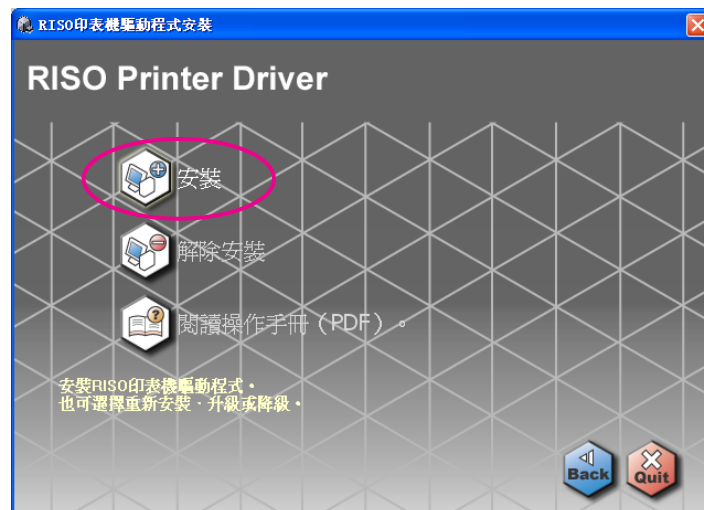 RISO印表機驅動程式安裝
RISO Printer Driver
安裝
解除安裝
閱讀操作手冊（PDF）。
安裝RISO印表機驅動程式。
也可選擇重新安裝、升級或降級。
Back
Quit